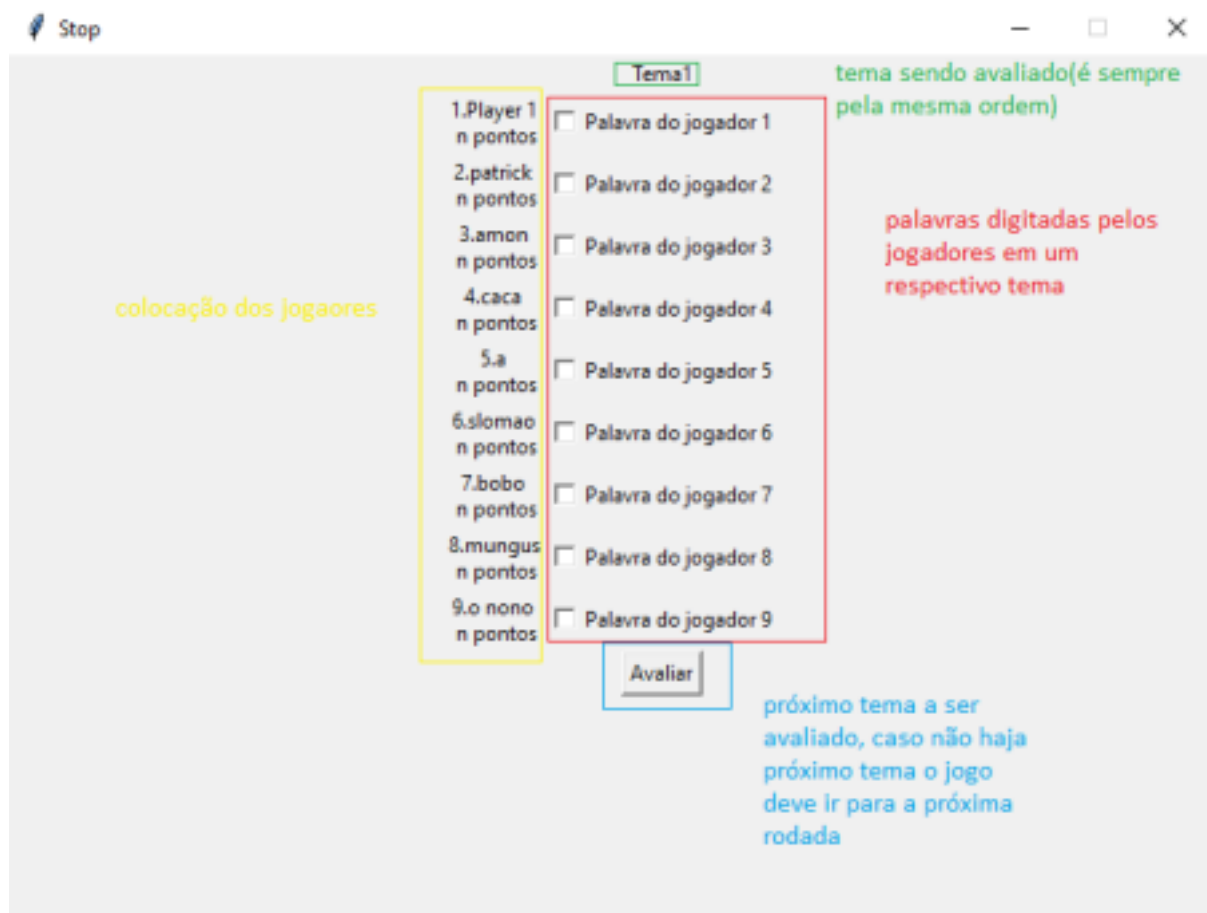 Stop
Tema1
tema sendo avaliado(é sempre
pela mesma ordem)
1.Player 1
n pontos
Palavra do jogador 1
2.patrick
n pontos
Palavra do jogador 2
3.amon
n pontos
Palavra do jogador 3
4.caca
n pontos
Palavra do jogador 4
5.a
n pontos
Palavra do jogador 5
6.slomao
n pontos
Palavra do jogador 6
7.bobo
n pontos
Palavra do jogador 7
8.mungus
n pontos
Palavra do jogador 8
9.o nono
n pontos
Palavra do jogador 9
palavras digitadas pelos
jogadores em um
respectivo tema
colocação dos jogaores
Avaliar
próximo tema a ser
avaliado, caso não haja
próximo tema o jogo
deve ir para a próxima
rodada